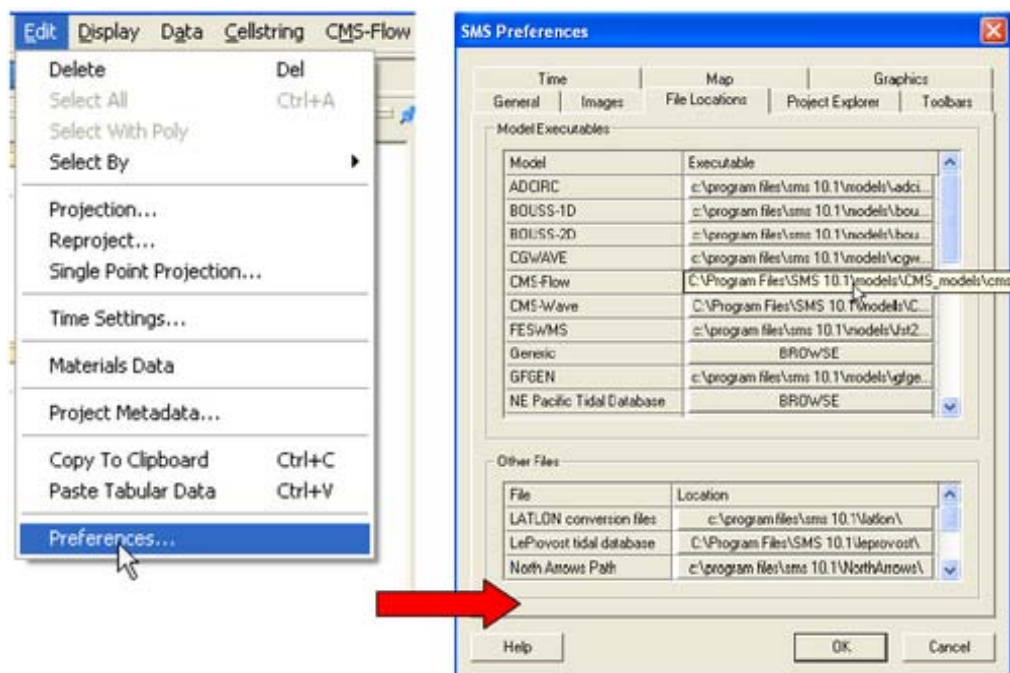 Edit Display Data Cellstring CMS-Flow
Delete Del
Select All Ctrl+A
Select With Poly
Select By
Projection...
Reproject...
Single Point Projection...
Time Settings...
Materials Data
Project Metadata...
Copy To Clipboard Ctrl+C
Paste Tabular Data Ctrl+V
Preferences...
SMS Preferences
Time Map Graphics
General Images File Locations Project Explorer Toolbars
Model Executables
Model Executable
ADCIRC c:\program files\sms 10.1\models\adci...
BOUSS-1D c:\program files\sms 10.1\models\bou...
BOUSS-2D c:\program files\sms 10.1\models\bou...
CGWAVE c:\program files\sms 10.1\models\cgw...
CMS-Flow C:\Program Files\SMS 10.1\models\CMS_models\cms
CMS-Wave C:\Program Files\SMS 10.1\models\C...
FESWMS c:\program files\sms 10.1\models\fst2...
Generic BROWSE
GFGEN c:\program files\sms 10.1\models\gfge...
NE Pacific Tidal Database BROWSE
Other Files
File Location
LATLON conversion files c:\program files\sms 10.1\latlon\
LeProvost tidal database C:\Program Files\SMS 10.1\leprovost\
North Arrows Path c:\program files\sms 10.1\NorthArrows\
Help OK Cancel